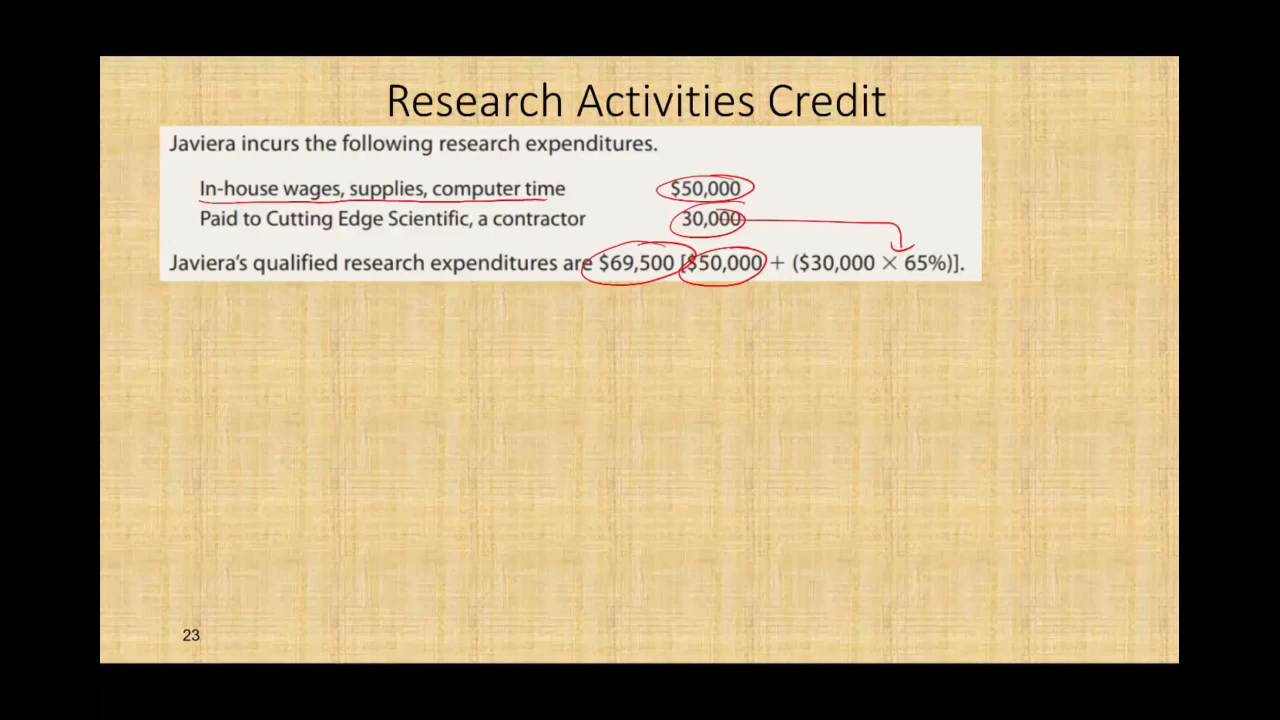 Research Activities Credit
Javiera incurs the following research expenditures.
In-house wages, supplies, computer time $50,000
Paid to Cutting Edge Scientific, a contractor 30,000
Javiera's qualified research expenditures are $69,500 [$50,000 + ($30,000 × 65%)].
23